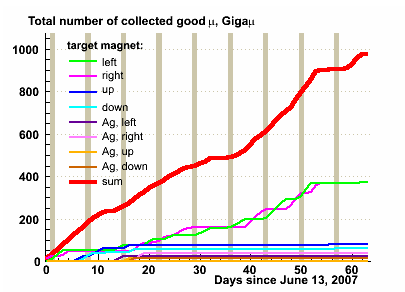 Total number of collected good μ, Gigaμ
target magnet:
left
right
up
down
Ag, left
Ag, right
Ag, up
Ag, down
sum
1000
800
600
400
200
0
0 10 20 30 40 50 60
Days since June 13, 2007